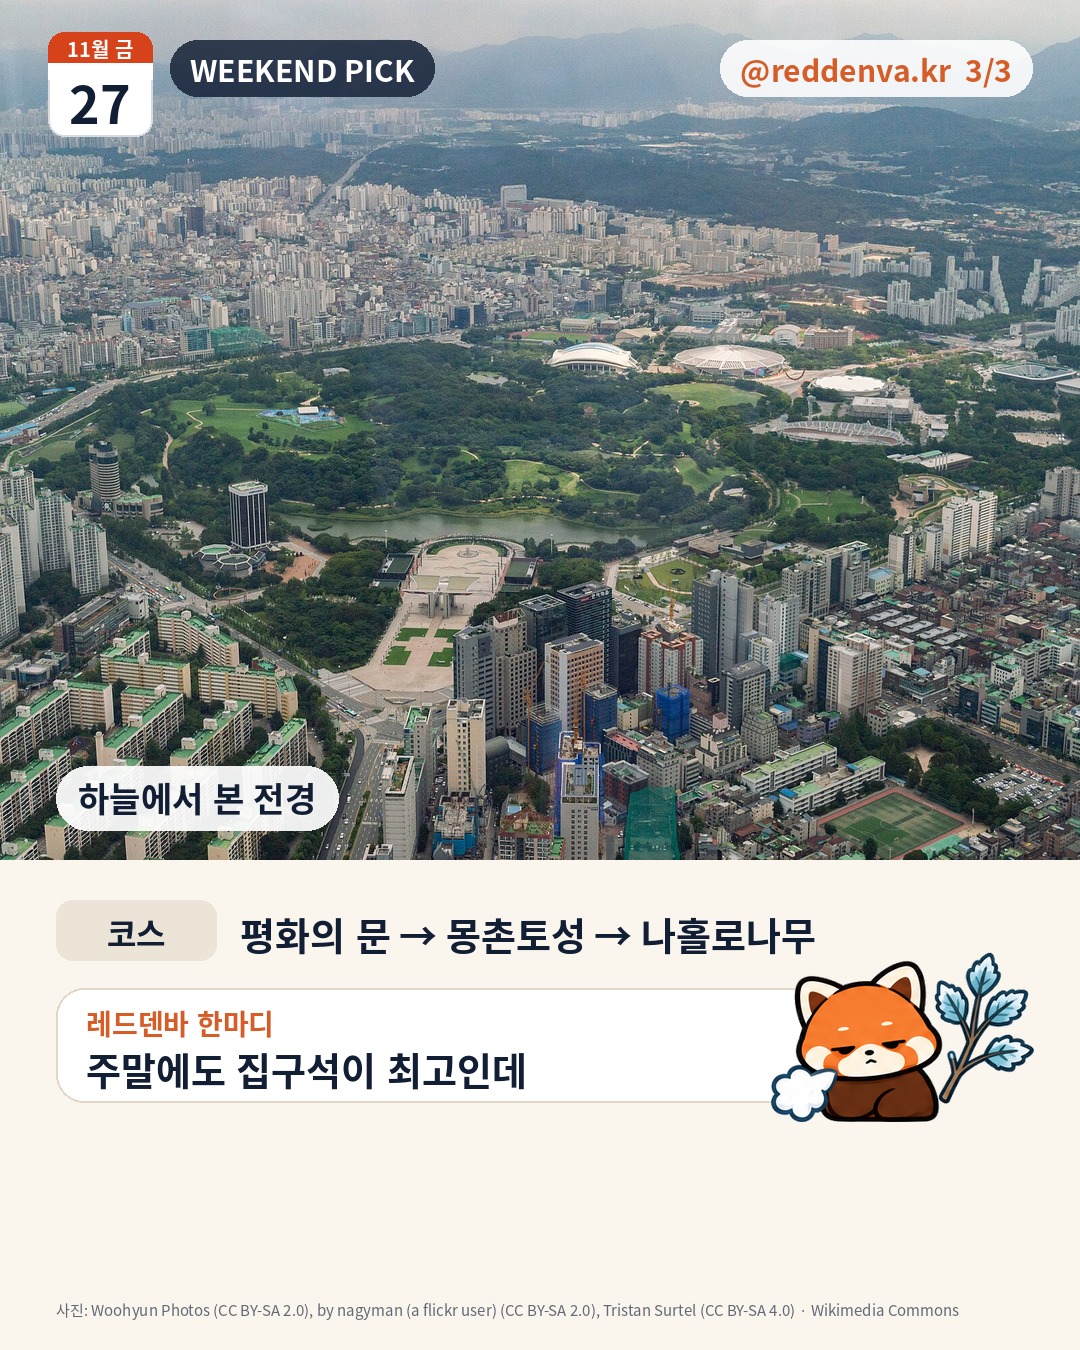 11월 금
27
WEEKEND PICK
@reddenva.kr 3/3
하늘에서 본 전경
코스
평화의 문 → 몽촌토성 → 나홀로나무
레드덴바 한마디
주말에도 집구석이 최고인데
사진: Woohyun Photos (CC BY-SA 2.0), by nagyman (a flickr user) (CC BY-SA 2.0), Tristan Surtel (CC BY-SA 4.0) · Wikimedia Commons